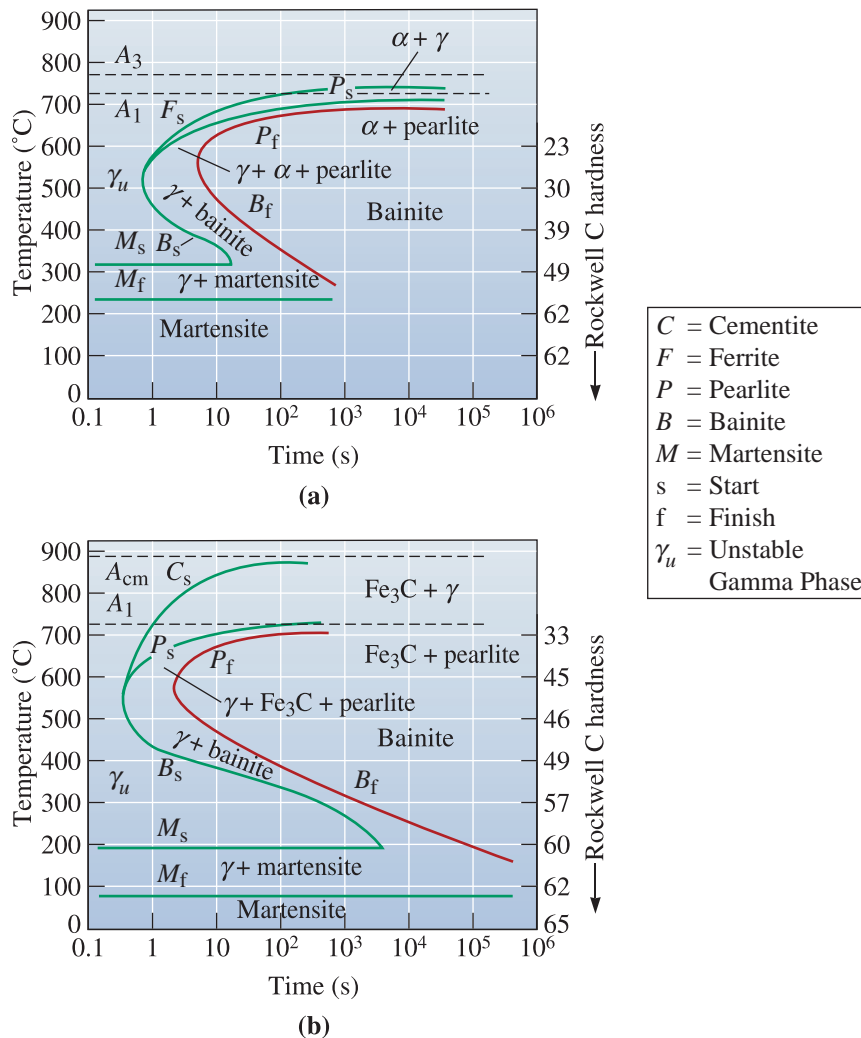 900
800
700
600
500
400
300
200
100
0
Temperature (°C)
A3
A1
Fs
Ps
α + γ
Pf
α + pearlite
γ + α + pearlite
γu
γ + bainite
Bf
Bainite
Ms
Bs
Mf
γ + martensite
Martensite
23
30
39
49
62
62
Rockwell C hardness
0.1
1
10
10²
10³
10⁴
10⁵
10⁶
Time (s)
(a)
C = Cementite
F = Ferrite
P = Pearlite
B = Bainite
M = Martensite
s = Start
f = Finish
γu = Unstable
Gamma Phase
900
800
700
600
500
400
300
200
100
0
Temperature (°C)
Acm
Cs
A1
Fe₃C + γ
Ps
Pf
Fe₃C + pearlite
γ + Fe₃C + pearlite
Bainite
γ + bainite
Bs
Bf
γu
Ms
γ + martensite
Mf
Martensite
33
45
46
49
57
60
62
65
Rockwell C hardness
0.1
1
10
10²
10³
10⁴
10⁵
10⁶
Time (s)
(b)